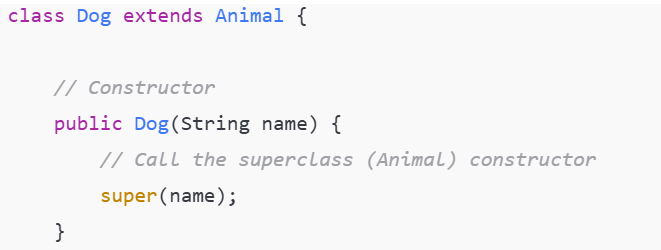 class Dog extends Animal {
// Constructor
public Dog(String name) {
// Call the superclass (Animal) constructor
super(name);
}